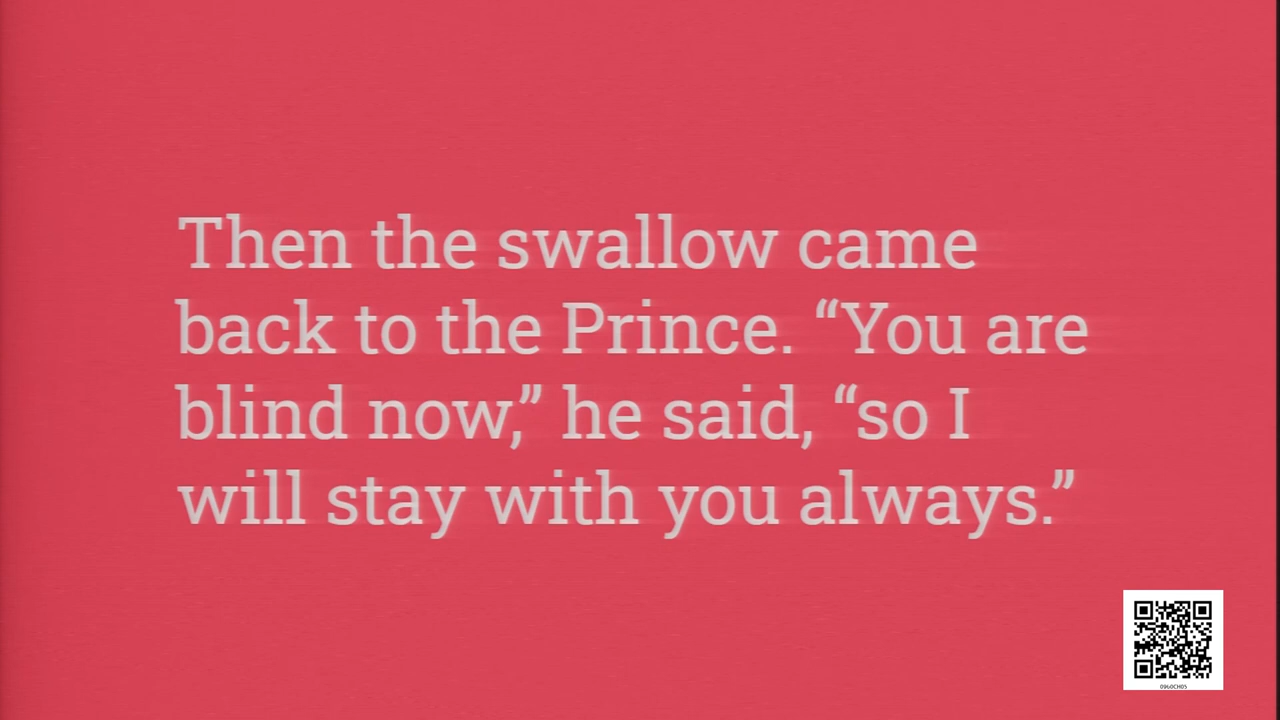 Then the swallow came
back to the Prince. “You are
blind now,” he said, “so I
will stay with you always.”
0960CH05